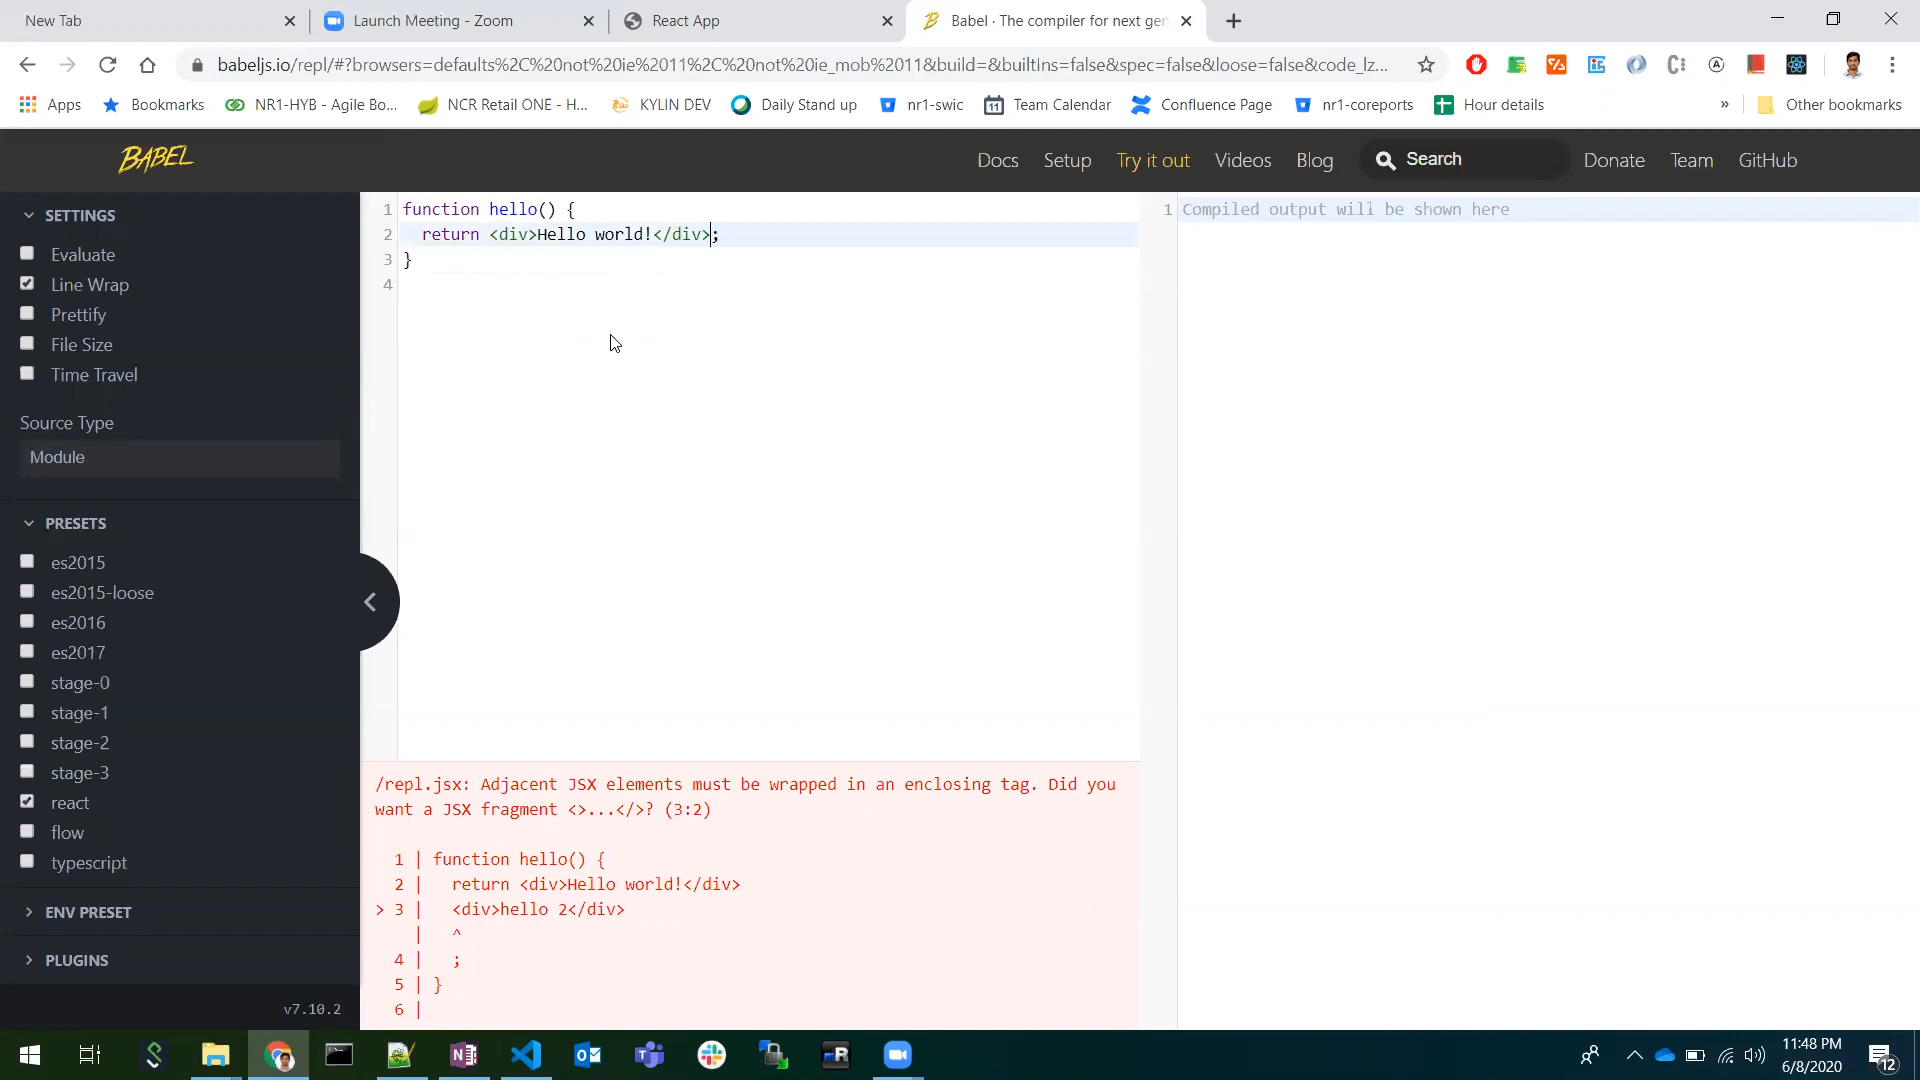 New Tab
Launch Meeting - Zoom
React App
Babel · The compiler for next gen
babeljs.io/repl/#?browsers=defaults%2C%20not%20ie%2011%2C%20not%20ie_mob%2011&build=&builtIns=false&spec=false&loose=false&code_lz...
Apps
Bookmarks
NR1-HYB - Agile Bo...
NCR Retail ONE - H...
KYLIN DEV
Daily Stand up
nr1-swic
11
Team Calendar
Confluence Page
nr1-coreports
Hour details
»
Other bookmarks
BABEL
Docs
Setup
Try it out
Videos
Blog
Search
Donate
Team
GitHub
SETTINGS
Evaluate
Line Wrap
Prettify
File Size
Time Travel
Source Type
Module
PRESETS
es2015
es2015-loose
es2016
es2017
stage-0
stage-1
stage-2
stage-3
react
flow
typescript
ENV PRESET
PLUGINS
v7.10.2
1 function hello() {
2 return <div>Hello world!</div>;
3 }
4
1 Compiled output will be shown here
/repl.jsx: Adjacent JSX elements must be wrapped in an enclosing tag. Did you
want a JSX fragment <>...</>? (3:2)
1 | function hello() {
2 | return <div>Hello world!</div>
> 3 | <div>hello 2</div>
| ^
4 | ;
5 | }
6 |
11:48 PM
6/8/2020
12